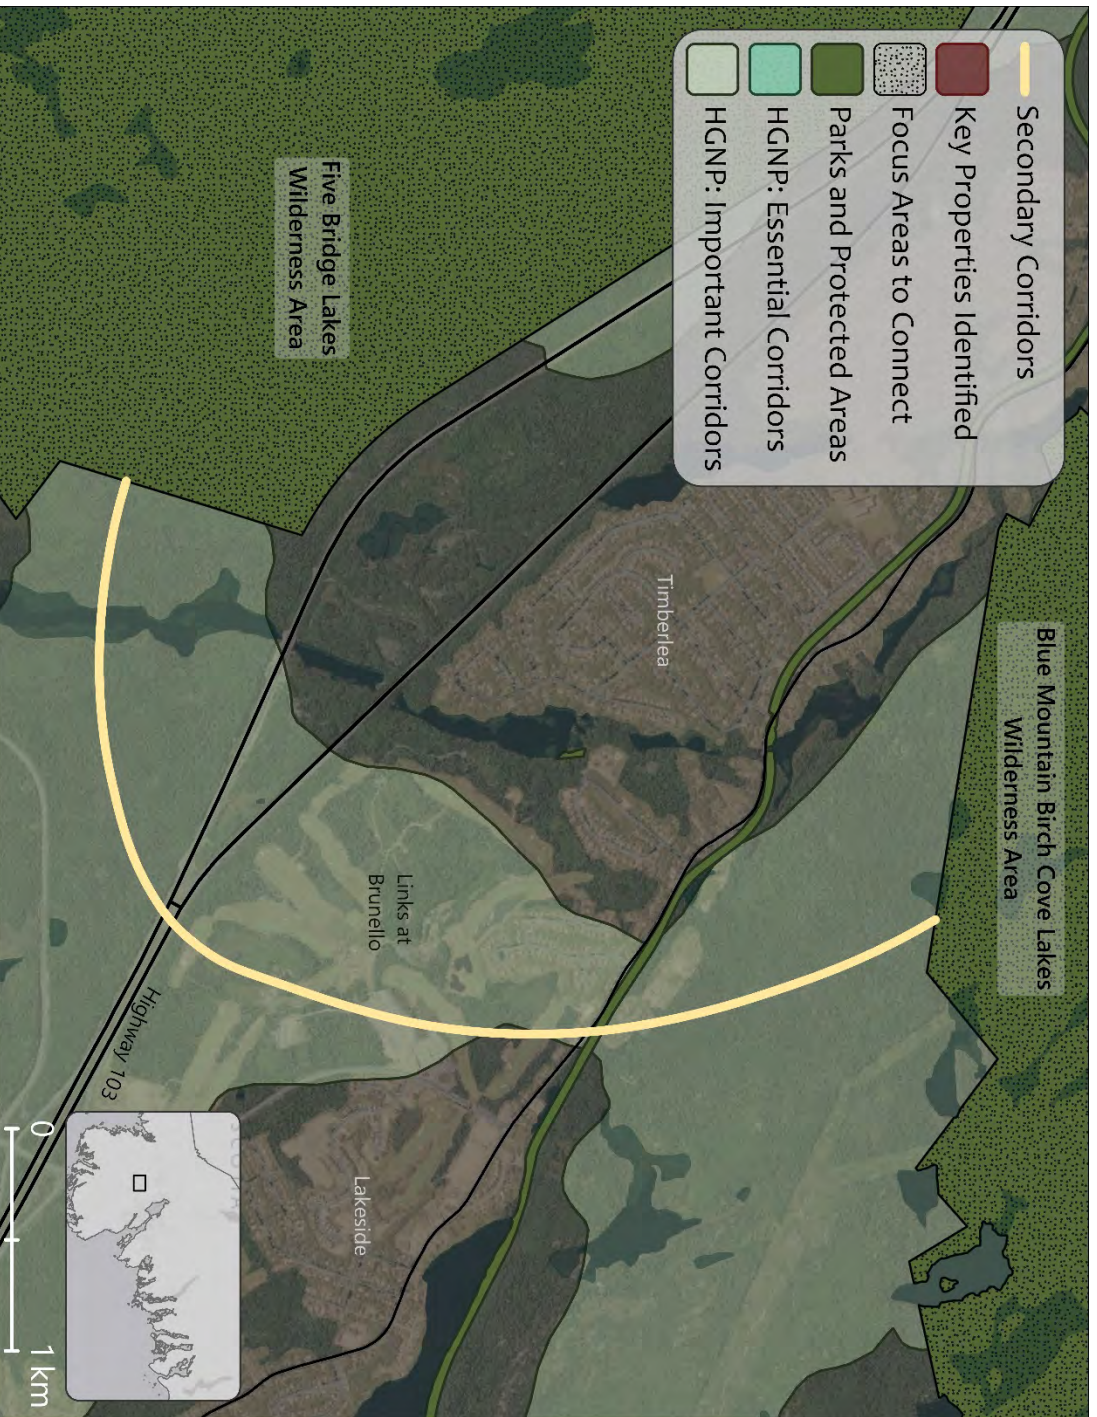 Secondary Corridors
Key Properties Identified
Focus Areas to Connect
Parks and Protected Areas
HGNP: Essential Corridors
HGNP: Important Corridors
Blue Mountain Birch Cove Lakes
Wilderness Area
Five Bridge Lakes
Wilderness Area
Timberlea
Links at
Brunello
Highway 103
Lakeside
0
1 km